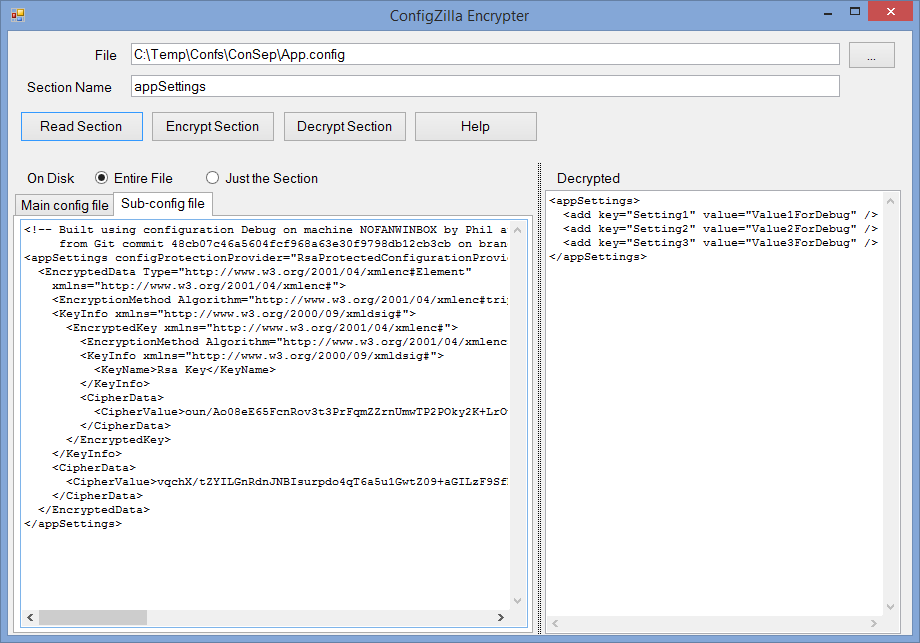 ConfigZilla Encrypter
File C:\Temp\Confs\ConSep\App.config ...
Section Name appSettings
Read Section Encrypt Section Decrypt Section Help
On Disk Entire File Just the Section
Main config file Sub-config file
<!-- Built using configuration Debug on machine NOFANWINBOX by Phil a
from Git commit 48cb07c46a5604fcf968a63e30f9798db12cb3cb on bran
<appSettings configProtectionProvider="RsaProtectedConfigurationProvi
<EncryptedData Type="http://www.w3.org/2001/04/xmlenc#Element"
xmlns="http://www.w3.org/2001/04/xmlenc#">
<EncryptionMethod Algorithm="http://www.w3.org/2001/04/xmlenc#trip
<KeyInfo xmlns="http://www.w3.org/2000/09/xmldsig#">
<EncryptedKey xmlns="http://www.w3.org/2001/04/xmlenc#">
<EncryptionMethod Algorithm="http://www.w3.org/2001/04/xmlenc
<KeyInfo xmlns="http://www.w3.org/2000/09/xmldsig#">
<KeyName>Rsa Key</KeyName>
</KeyInfo>
<CipherData>
<CipherValue>oun/Ao08eE65FcnRov3t3PrFqmZZrnUmwTP2POky2K+LrO
</CipherData>
</EncryptedKey>
</KeyInfo>
<CipherData>
<CipherValue>vqchX/tZYILGnRdnJNBIsurpdo4qT6a5u1GwtZ09+aGILzF9Sf
</CipherData>
</EncryptedData>
</appSettings>
Decrypted
<appSettings>
<add key="Setting1" value="Value1ForDebug" />
<add key="Setting2" value="Value2ForDebug" />
<add key="Setting3" value="Value3ForDebug" />
</appSettings>